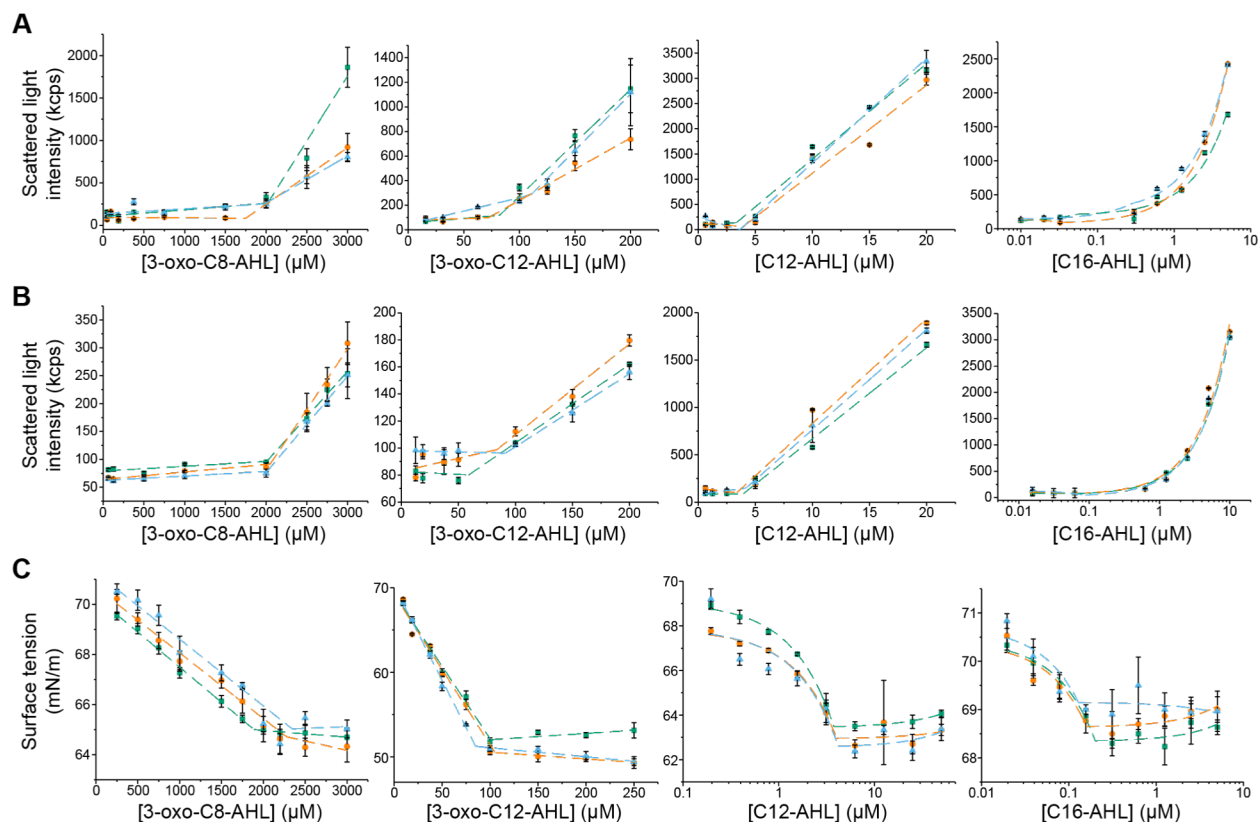 A
Scattered light
intensity (kcps)
2000
1500
1000
500
0
0 500 1000 1500 2000 2500 3000
[3-oxo-C8-AHL] (µM)
1400
1200
1000
800
600
400
200
0
0 50 100 150 200
[3-oxo-C12-AHL] (µM)
3500
3000
2500
2000
1500
1000
500
0
0 5 10 15 20
[C12-AHL] (µM)
2500
2000
1500
1000
500
0
0.01 0.1 1 10
[C16-AHL] (µM)
B
Scattered light
intensity (kcps)
350
300
250
200
150
100
50
0 500 1000 1500 2000 2500 3000
[3-oxo-C8-AHL] (µM)
200
180
160
140
120
100
80
60
0 50 100 150 200
[3-oxo-C12-AHL] (µM)
2000
1500
1000
500
0
0 5 10 15 20
[C12-AHL] (µM)
3500
3000
2500
2000
1500
1000
500
0
0.01 0.1 1 10
[C16-AHL] (µM)
C
Surface tension
(mN/m)
70
68
66
64
0 500 1000 1500 2000 2500 3000
[3-oxo-C8-AHL] (µM)
70
60
50
0 50 100 150 200 250
[3-oxo-C12-AHL] (µM)
70
68
66
64
62
0.1 1 10
[C12-AHL] (µM)
71
70
69
68
0.01 0.1 1 10
[C16-AHL] (µM)